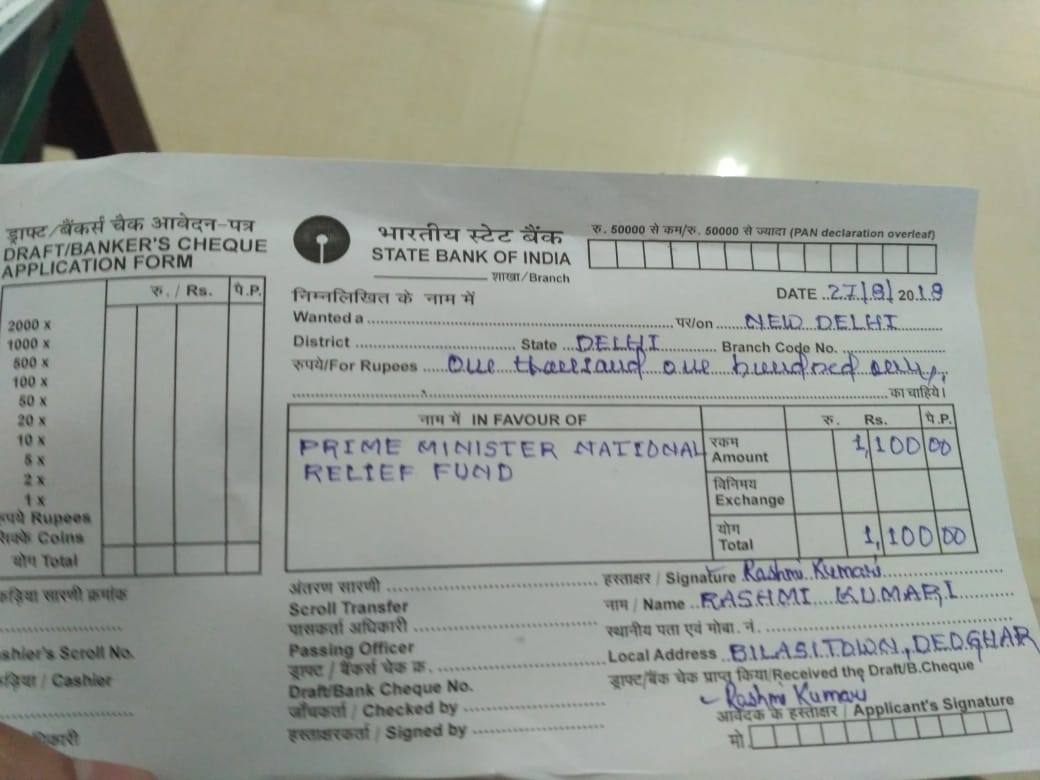 ड्राफ्ट/बैंकर्स चैक आवेदन-पत्र
DRAFT/BANKER'S CHEQUE
APPLICATION FORM
रु./Rs. पै.P.
2000 x
1000 x
500 x
100 x
50 x
20 x
10 x
5 x
2 x
1 x
रुपये Rupees
सिक्के Coins
योग Total
सारणी क्रमांक
Scroll No.
/ Cashier
भारतीय स्टेट बैंक
STATE BANK OF INDIA
शाखा/Branch
रु. 50000 से कम/रु. 50000 से ज्यादा (PAN declaration overleaf)
निम्नलिखित के नाम में DATE 27/8/2018
Wanted a पर/on NEW DELHI
District State DELHI Branch Code No.
रुपये/For Rupees One thousand one hundred only
का चाहिये।
नाम में IN FAVOUR OF रु. Rs. पै.P.
PRIME MINISTER NATIONAL
RELIEF FUND
रकम
Amount 1,100 00
विनिमय
Exchange
योग
Total 1,100 00
अंतरण सारणी
Scroll Transfer
पासकर्ता अधिकारी
Passing Officer
ड्राफ्ट / बैंकर्स चेक क्र.
Draft/Bank Cheque No.
जाँचकर्ता / Checked by
हस्ताक्षरकर्ता / Signed by
हस्ताक्षर / Signature Rashmi Kumari
नाम / Name RASHMI KUMARI
स्थानीय पता एवं मोबा. नं.
Local Address BILASI TOWN, DEOGHAR
ड्राफ्ट/बैंक चेक प्राप्त किया/Received the Draft/B.Cheque
Rashmi Kumari
आवेदक के हस्ताक्षर / Applicant's Signature
मो.